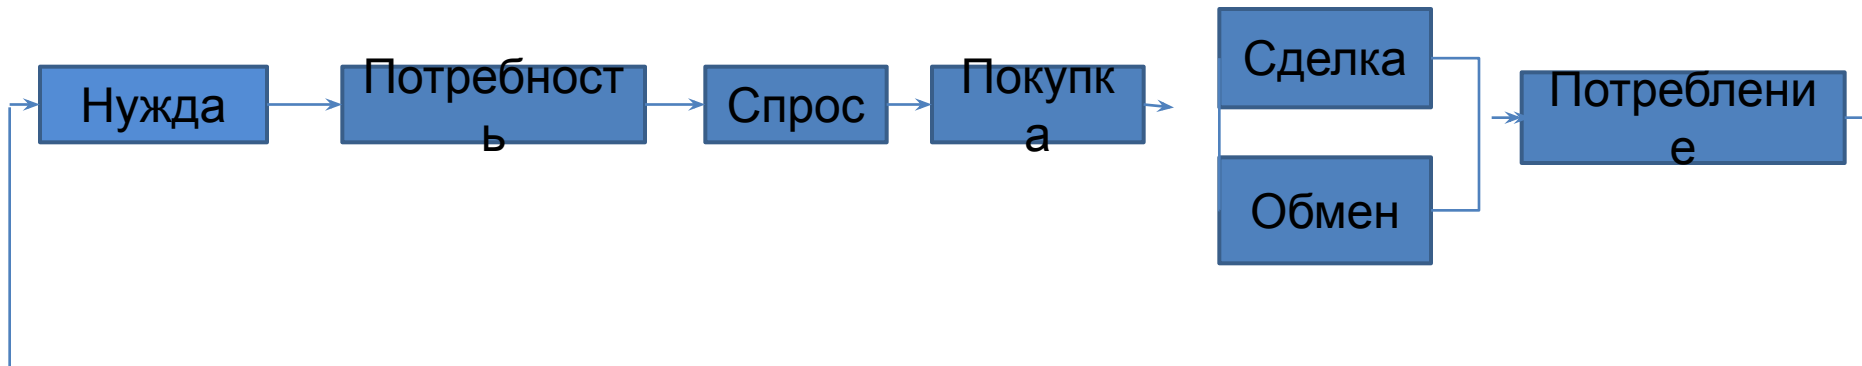 Нужда
Потребност
ь
Спрос
Покупк
а
Сделка
Обмен
Потреблени
е